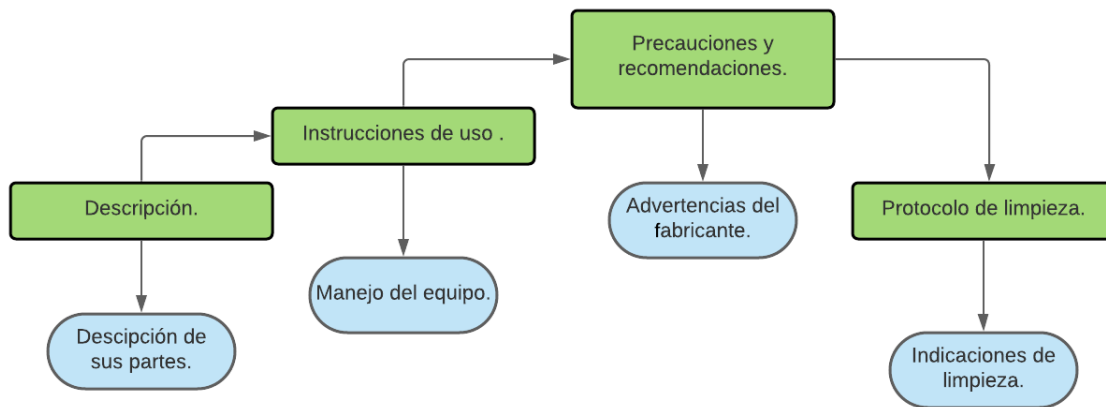 Precauciones y
recomendaciones.
Instrucciones de uso .
Descripción.
Advertencias del
fabricante.
Protocolo de limpieza.
Manejo del equipo.
Descipción de
sus partes.
Indicaciones de
limpieza.